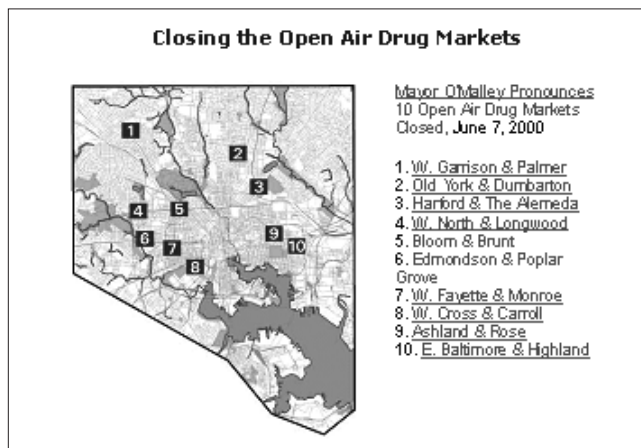 Closing the Open Air Drug Markets
Mayor O'Malley Pronounces
10 Open Air Drug Markets
Closed, June 7, 2000
1. W. Garrison & Palmer
2. Old York & Dumbarton
3. Harford & The Alemeda
4. W. North & Longwood
5. Bloom & Brunt
6. Edmondson & Poplar
Grove
7. W. Fayette & Monroe
8. W. Cross & Carroll
9. Ashland & Rose
10. E. Baltimore & Highland
1
2
3
4
5
6
7
8
9
10